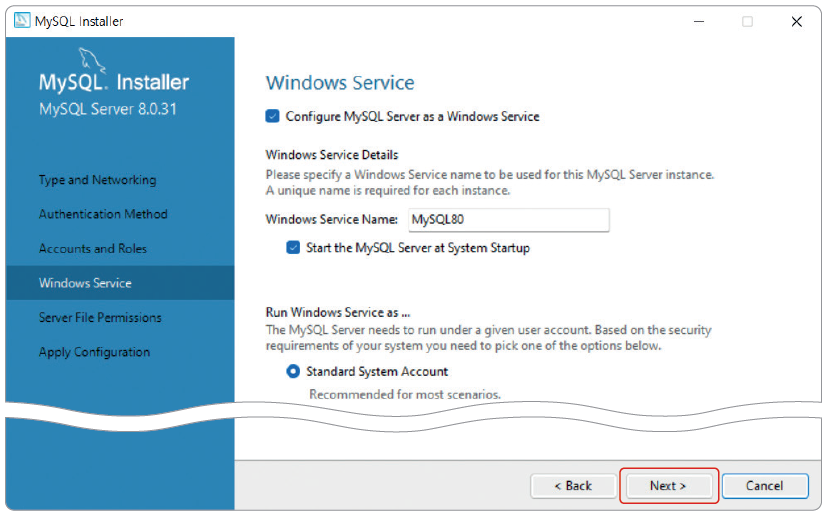 MySQL Installer
MySQL. Installer
MySQL Server 8.0.31
Type and Networking
Authentication Method
Accounts and Roles
Windows Service
Server File Permissions
Apply Configuration
Windows Service
Configure MySQL Server as a Windows Service
Windows Service Details
Please specify a Windows Service name to be used for this MySQL Server instance.
A unique name is required for each instance.
Windows Service Name: MySQL80
Start the MySQL Server at System Startup
Run Windows Service as ...
The MySQL Server needs to run under a given user account. Based on the security
requirements of your system you need to pick one of the options below.
Standard System Account
Recommended for most scenarios.
< Back
Next >
Cancel